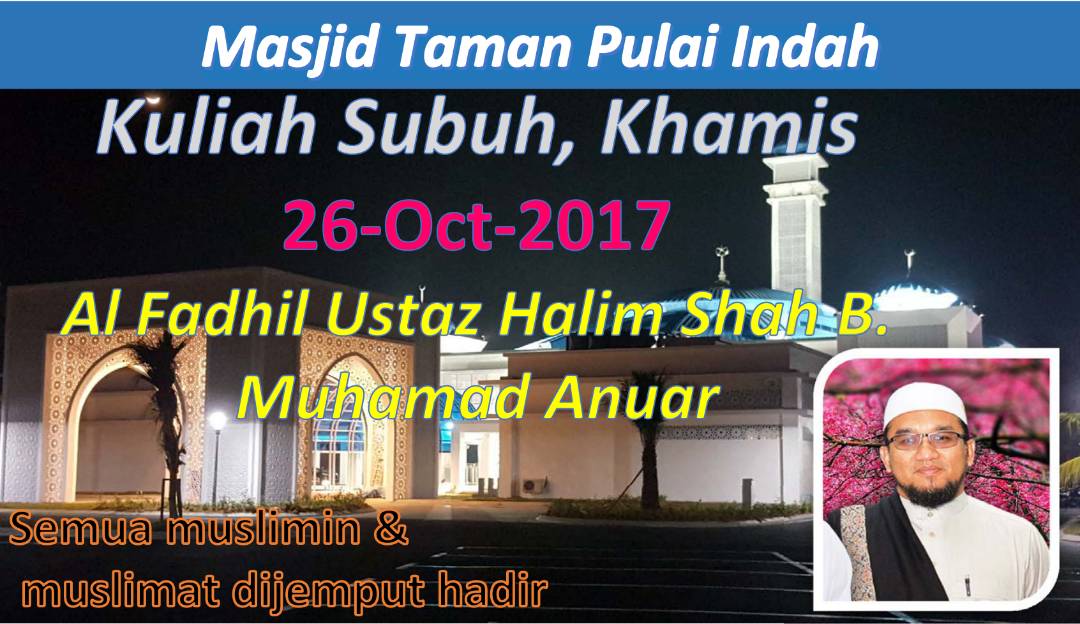 Masjid Taman Pulai Indah
Kuliah Subuh, Khamis
26-Oct-2017
Al Fadhil Ustaz Halim Shah B.
Muhamad Anuar
Semua muslimin &
muslimat dijemput hadir